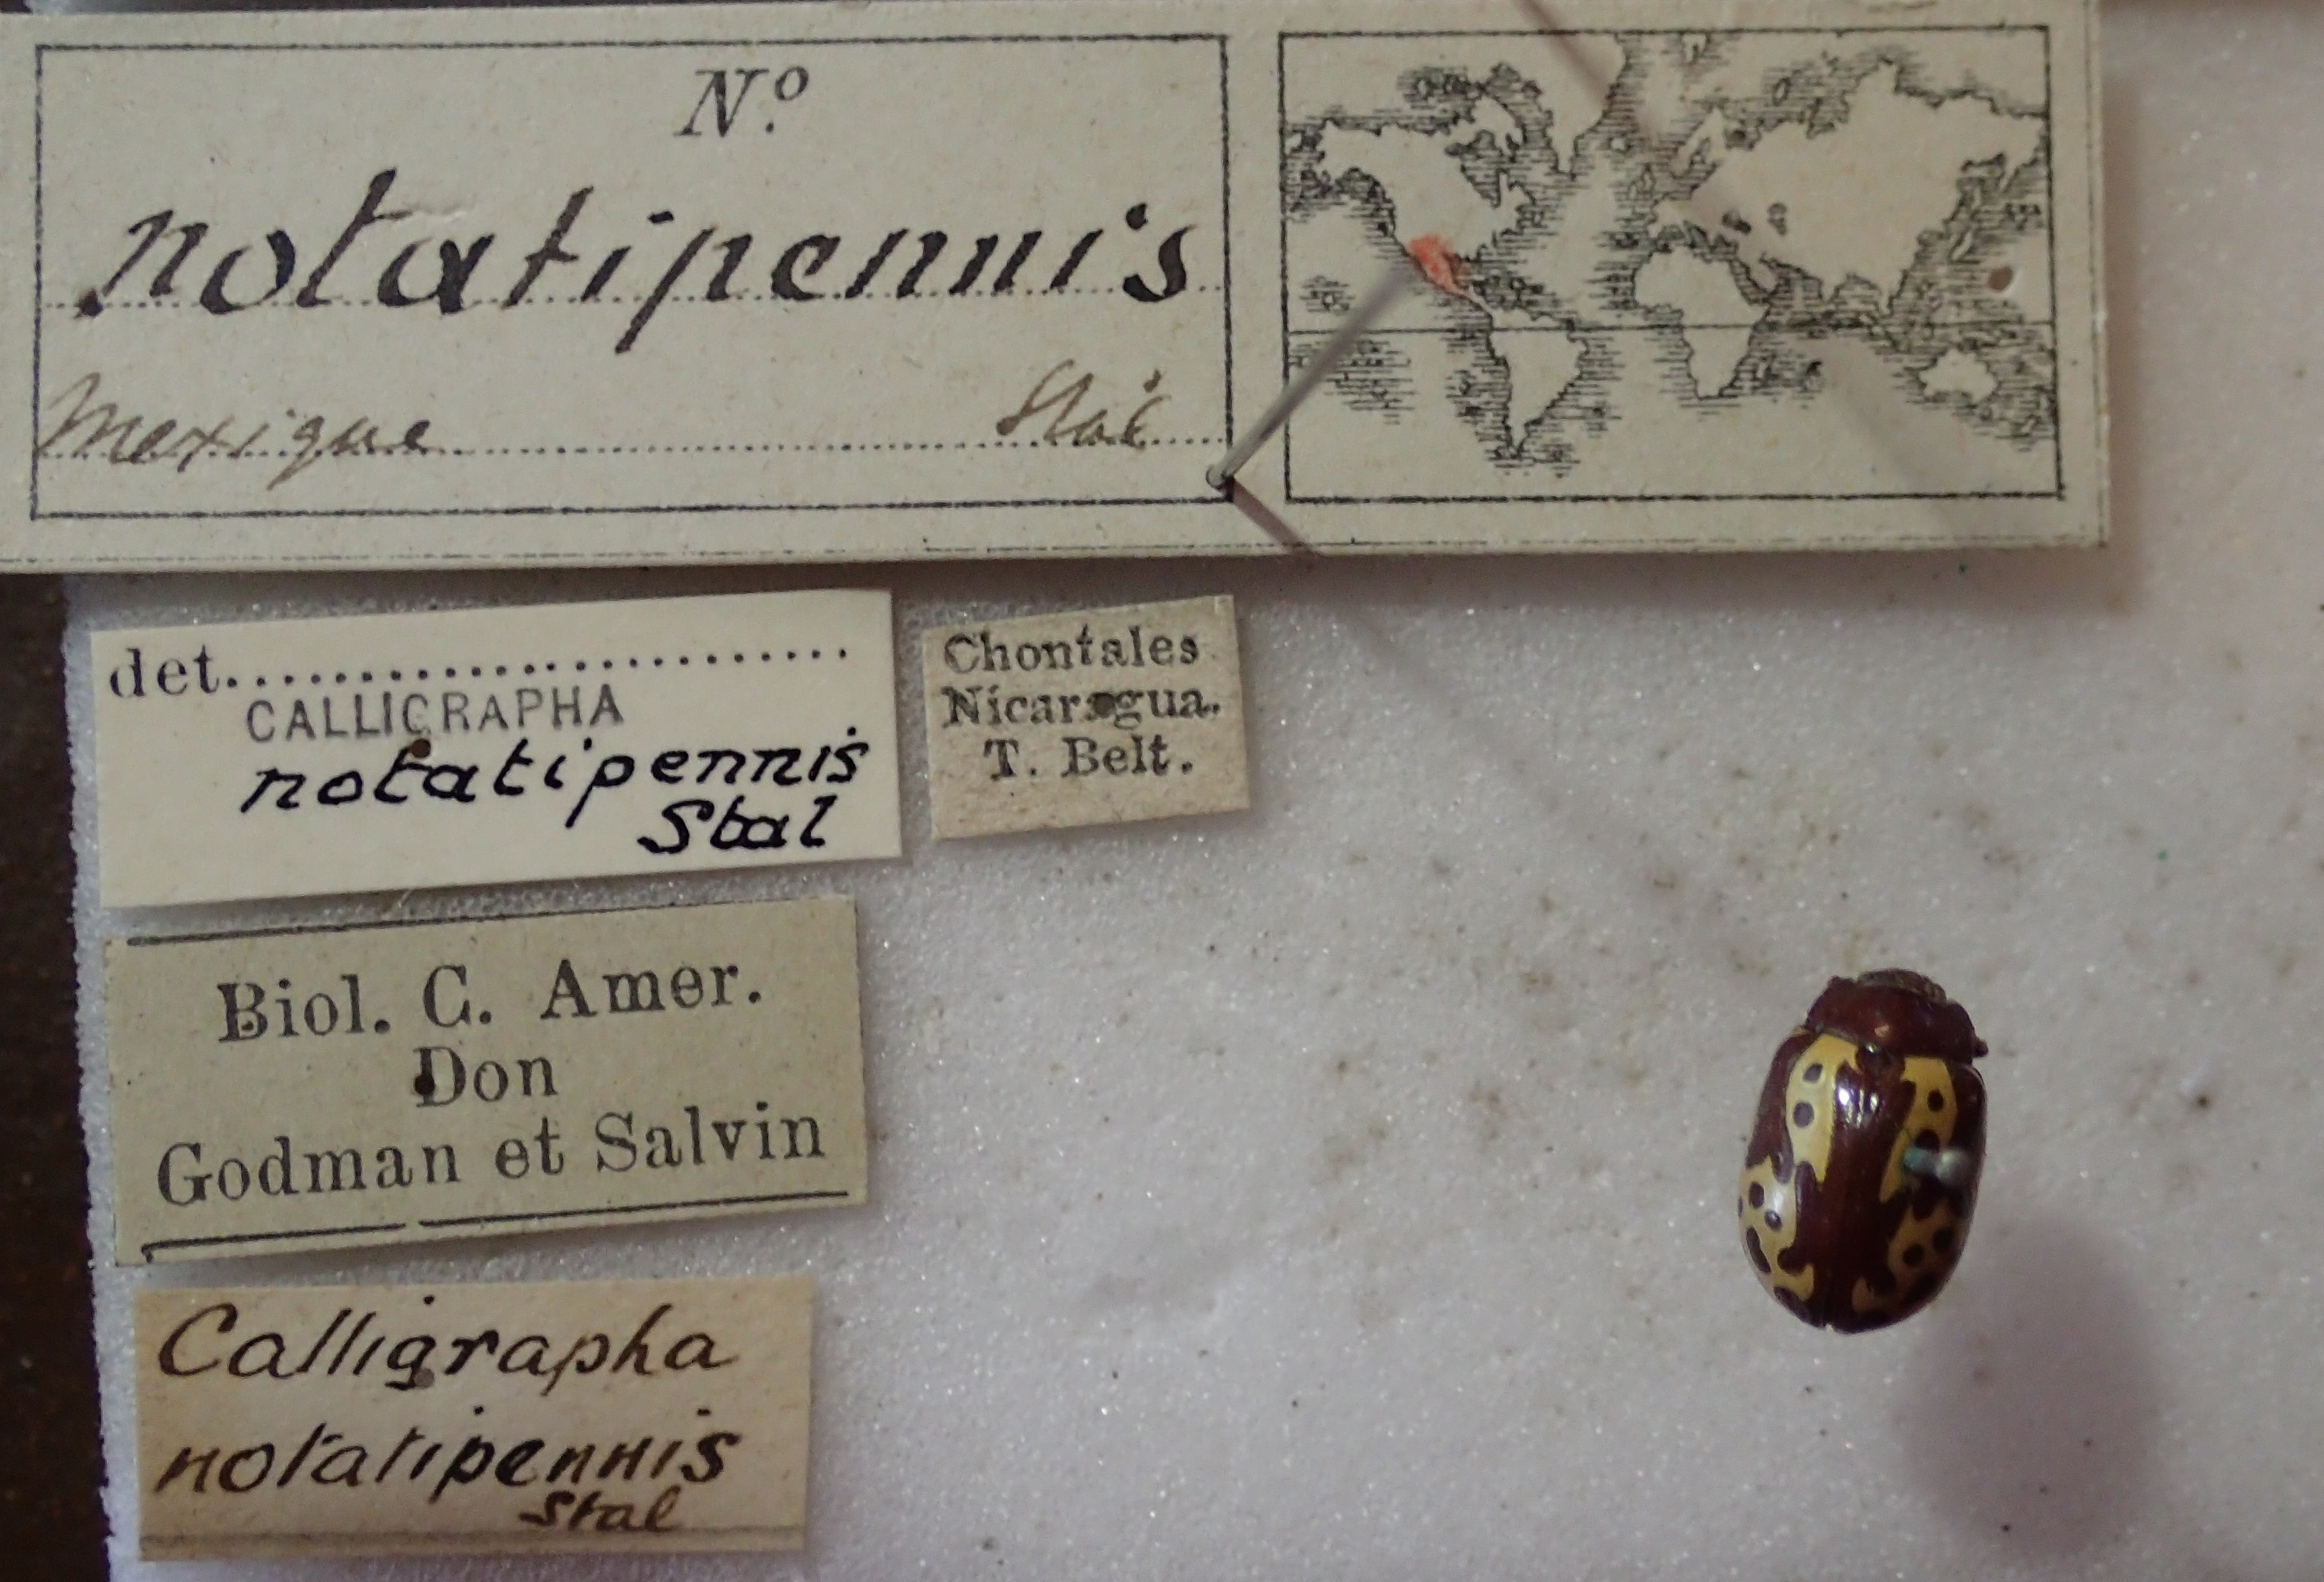 Nº
notatipennis
Mexique Stål
det.
CALLIGRAPHA
notatipennis
Stal
Chontales
Nicaragua.
T. Belt.
Biol. C. Amer.
Don
Godman et Salvin
Calligrapha
notatipennis
Stal